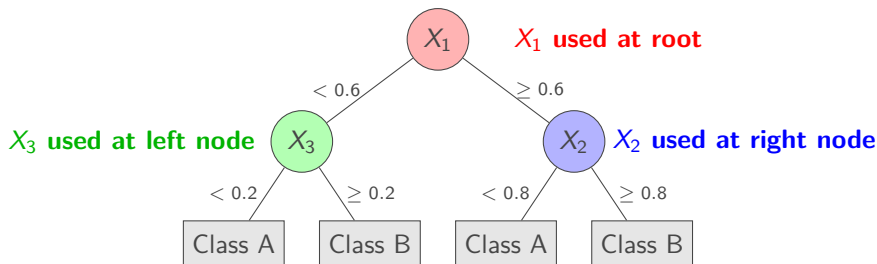 X₁ X₁ used at root
< 0.6 ≥ 0.6
X₃ used at left node X₃ X₂ X₂ used at right node
< 0.2 ≥ 0.2 < 0.8 ≥ 0.8
Class A Class B Class A Class B